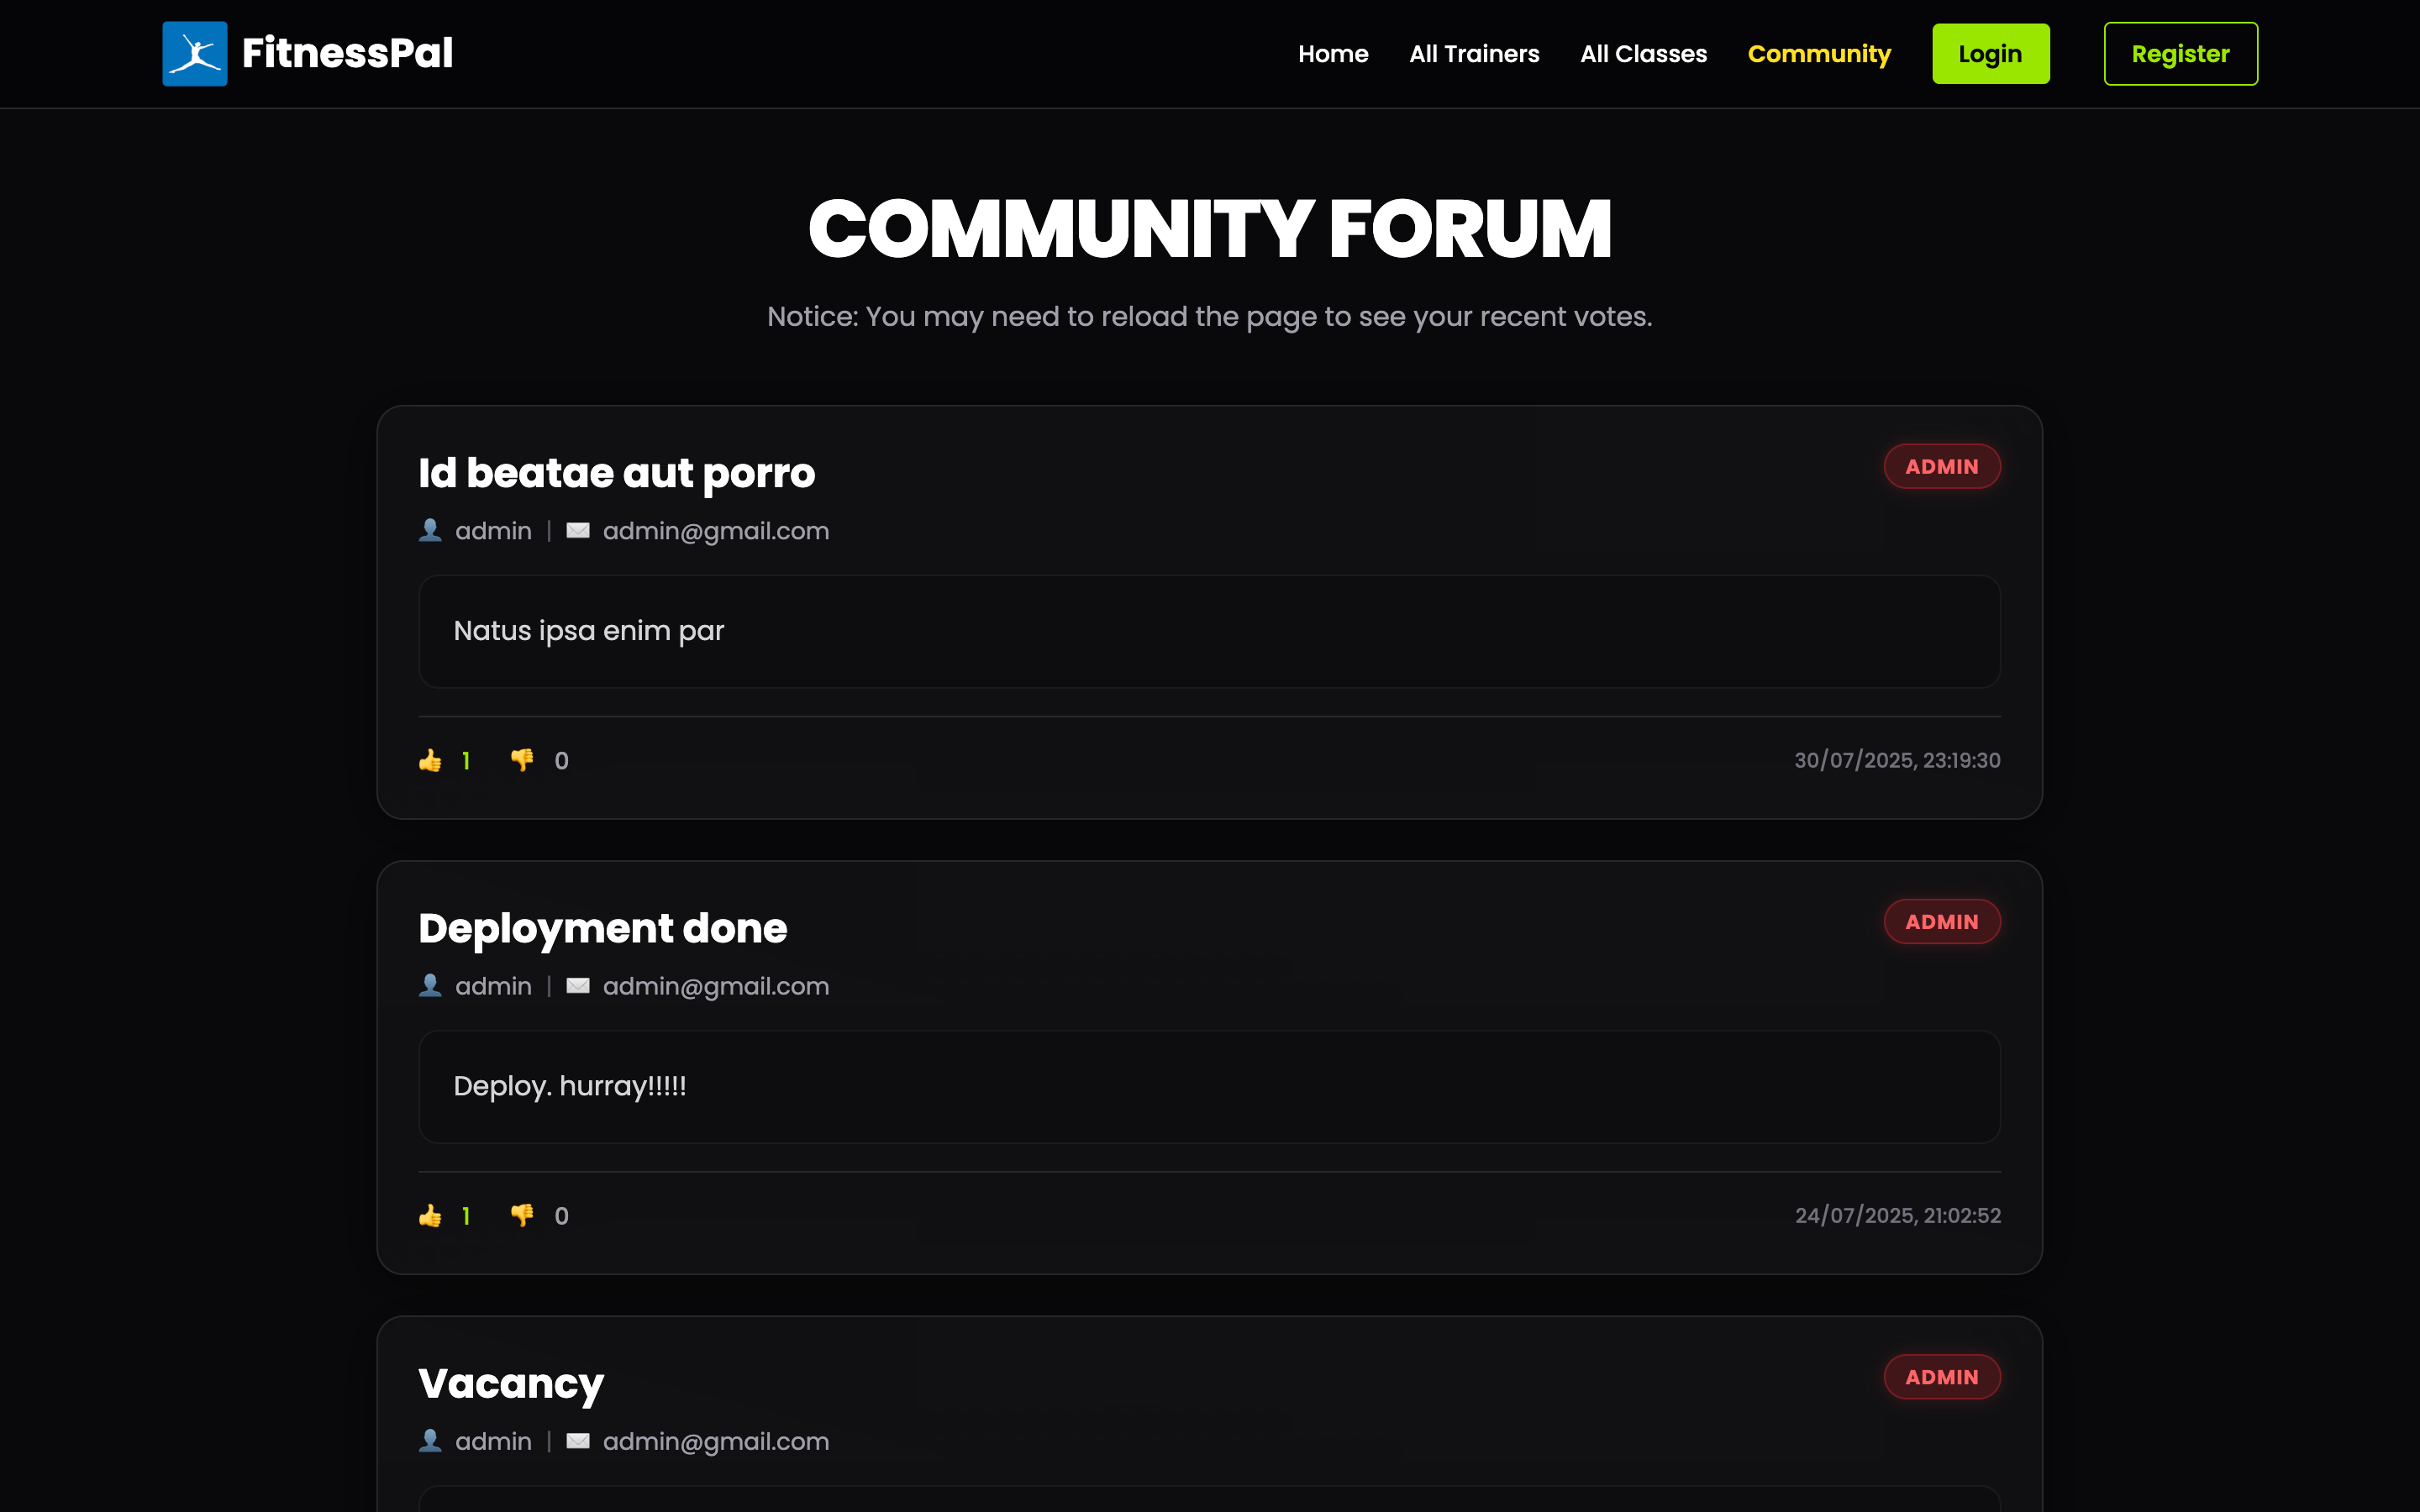 FitnessPal
Home All Trainers All Classes Community Login Register
COMMUNITY FORUM
Notice: You may need to reload the page to see your recent votes.
Id beatae aut porro ADMIN
admin | admin@gmail.com
Natus ipsa enim par
1 0 30/07/2025, 23:19:30
Deployment done ADMIN
admin | admin@gmail.com
Deploy. hurray!!!!!
1 0 24/07/2025, 21:02:52
Vacancy ADMIN
admin | admin@gmail.com